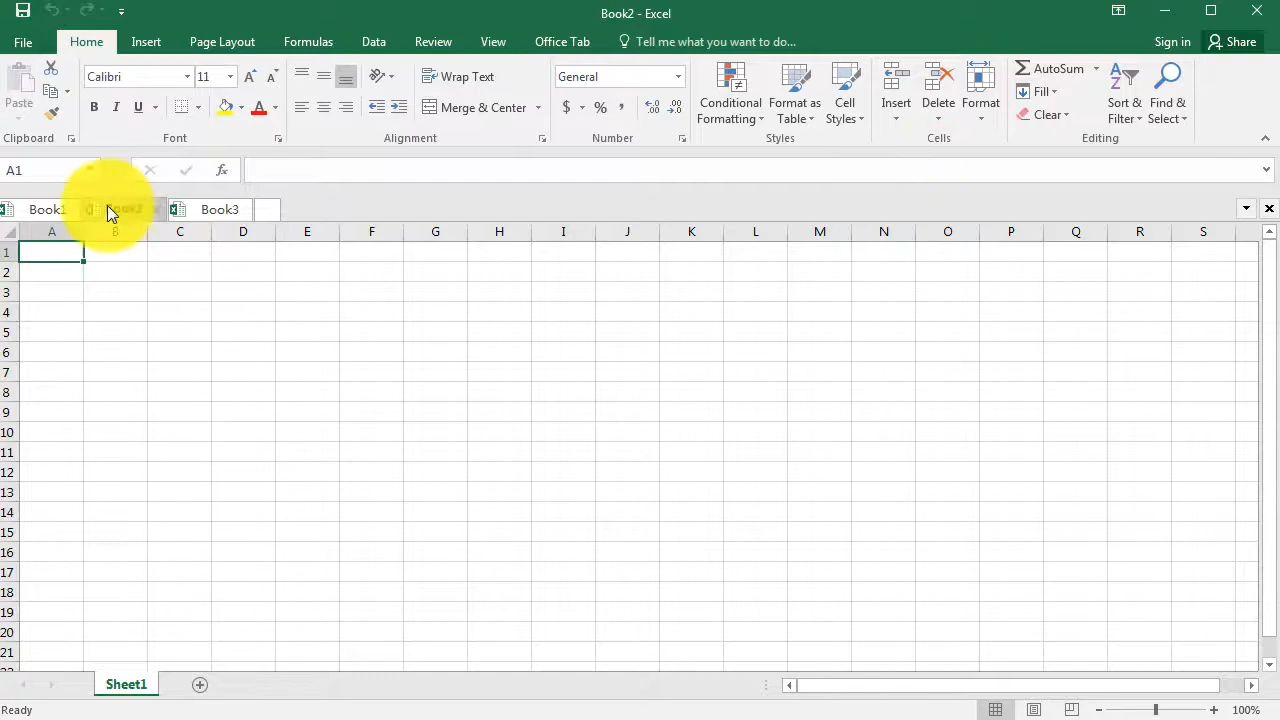 Book2 - Excel
File Home Insert Page Layout Formulas Data Review View Office Tab Tell me what you want to do... Sign in Share
Calibri 11 Wrap Text General AutoSum
Paste Conditional Formatting Format as Table Cell Styles Insert Delete Format Fill Sort & Filter Find & Select
B I U A Merge & Center $ % , Clear
Clipboard Font Alignment Number Styles Cells Editing
A1 fx
Book1 Book2 Book3
A B C D E F G H I J K L M N O P Q R S
1
2
3
4
5
6
7
8
9
10
11
12
13
14
15
16
17
18
19
20
21
Sheet1
Ready 100%